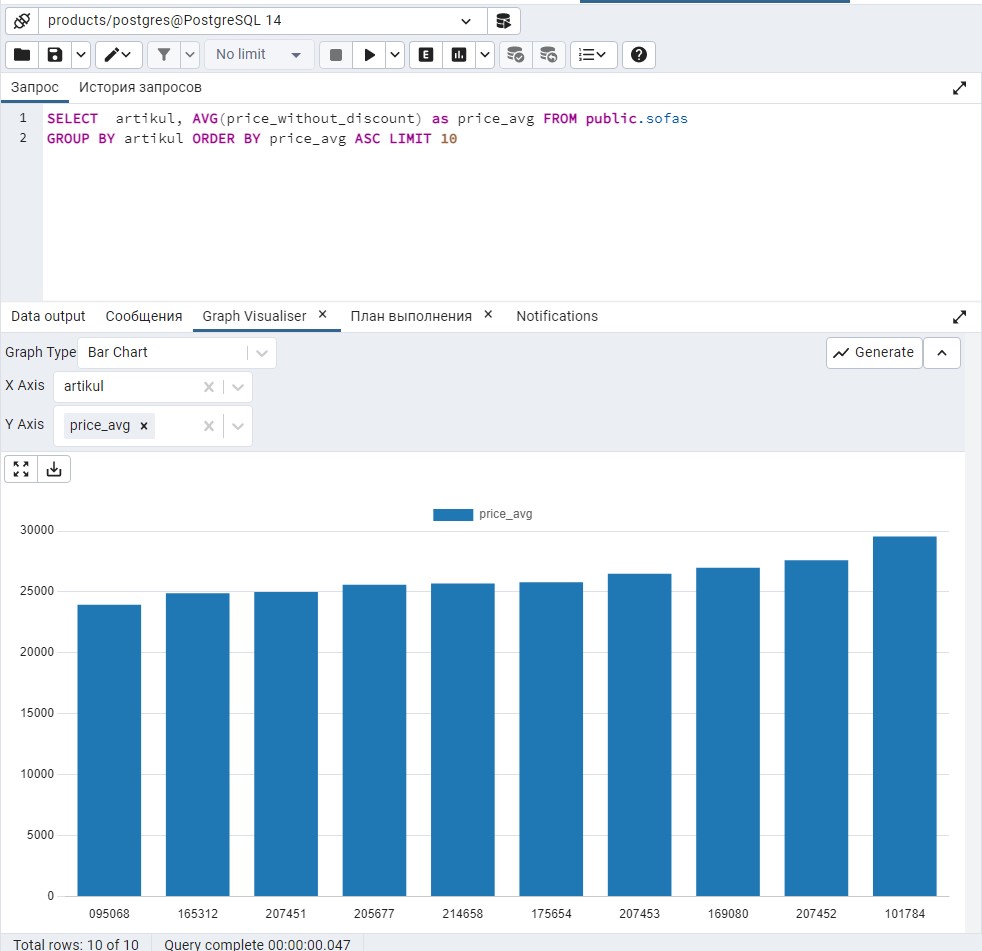 products/postgres@PostgreSQL 14
No limit
E
Запрос История запросов
1 SELECT  artikul, AVG(price_without_discount) as price_avg FROM public.sofas
2 GROUP BY artikul ORDER BY price_avg ASC LIMIT 10
Data output Сообщения Graph Visualiser × План выполнения × Notifications
Graph Type Bar Chart Generate
X Axis artikul
Y Axis price_avg ×
price_avg
30000
25000
20000
15000
10000
5000
0
095068 165312 207451 205677 214658 175654 207453 169080 207452 101784
Total rows: 10 of 10 Query complete 00:00:00.047